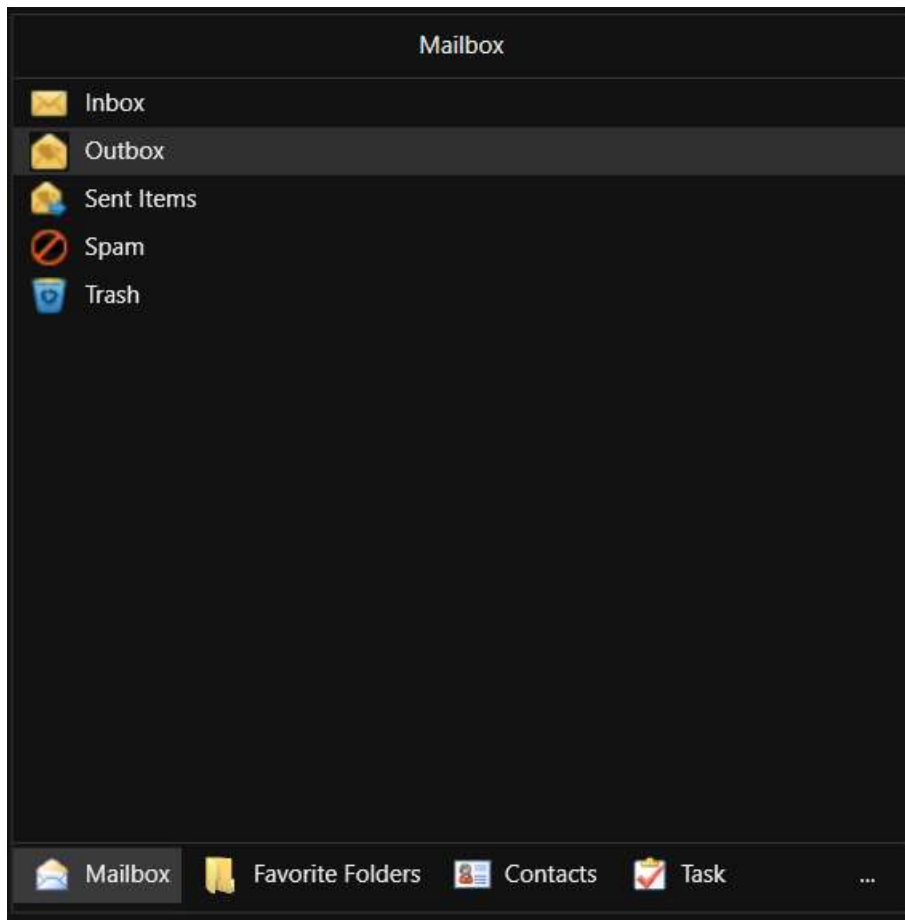 Mailbox
Inbox
Outbox
Sent Items
Spam
Trash
Mailbox Favorite Folders Contacts Task ...